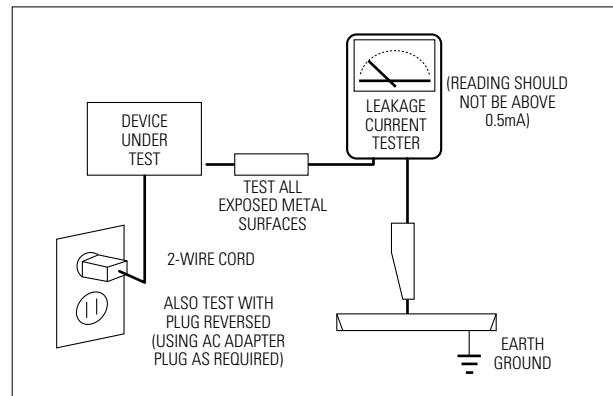 DEVICE
UNDER
TEST
LEAKAGE
CURRENT
TESTER
(READING SHOULD
NOT BE ABOVE
0.5mA)
TEST ALL
EXPOSED METAL
SURFACES
2-WIRE CORD
ALSO TEST WITH
PLUG REVERSED
(USING AC ADAPTER
PLUG AS REQUIRED)
EARTH
GROUND